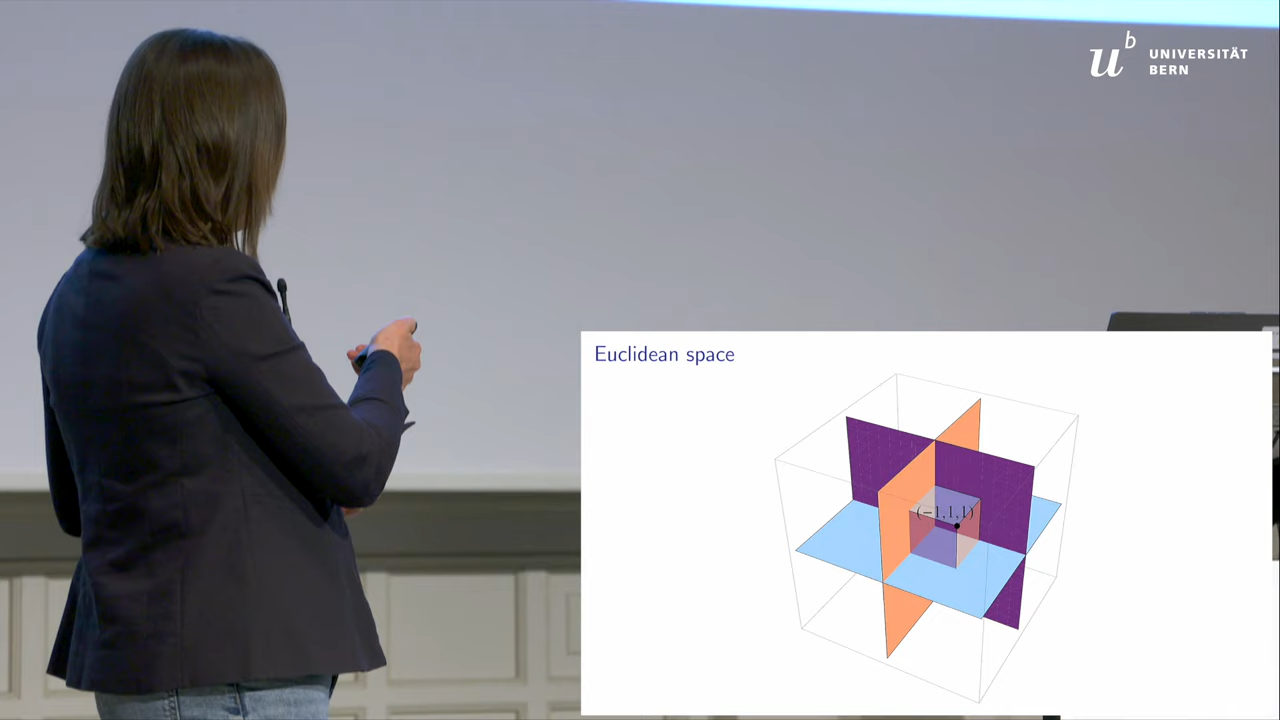 u^b
UNIVERSITÄT
BERN
Euclidean space
(−1,1,1)